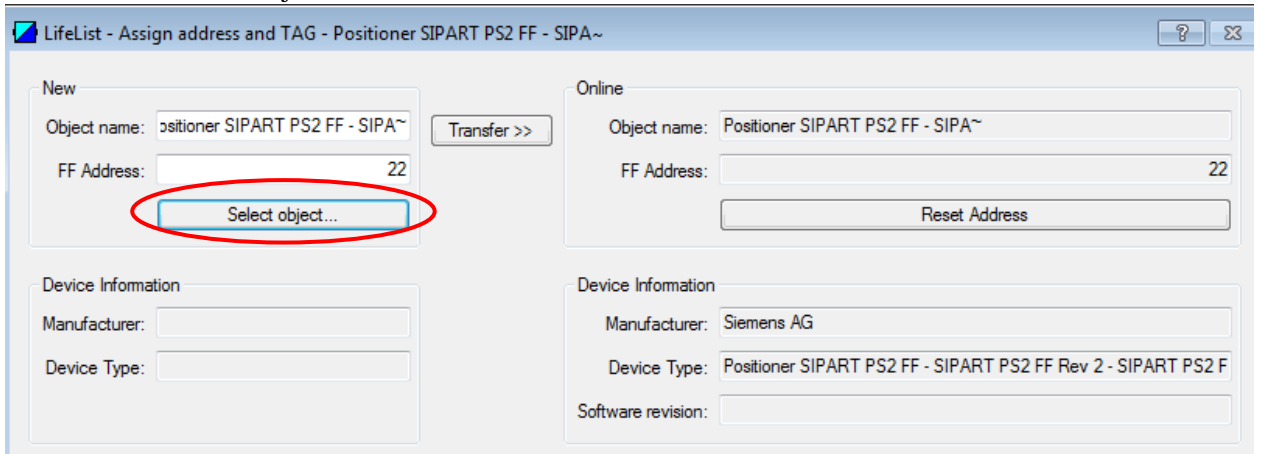 LifeList - Assign address and TAG - Positioner SIPART PS2 FF - SIPA~
New
Object name: ositioner SIPART PS2 FF - SIPA~
FF Address: 22
Select object...
Transfer >>
Online
Object name: Positioner SIPART PS2 FF - SIPA~
FF Address: 22
Reset Address
Device Information
Manufacturer:
Device Type:
Device Information
Manufacturer: Siemens AG
Device Type: Positioner SIPART PS2 FF - SIPART PS2 FF Rev 2 - SIPART PS2 F
Software revision: